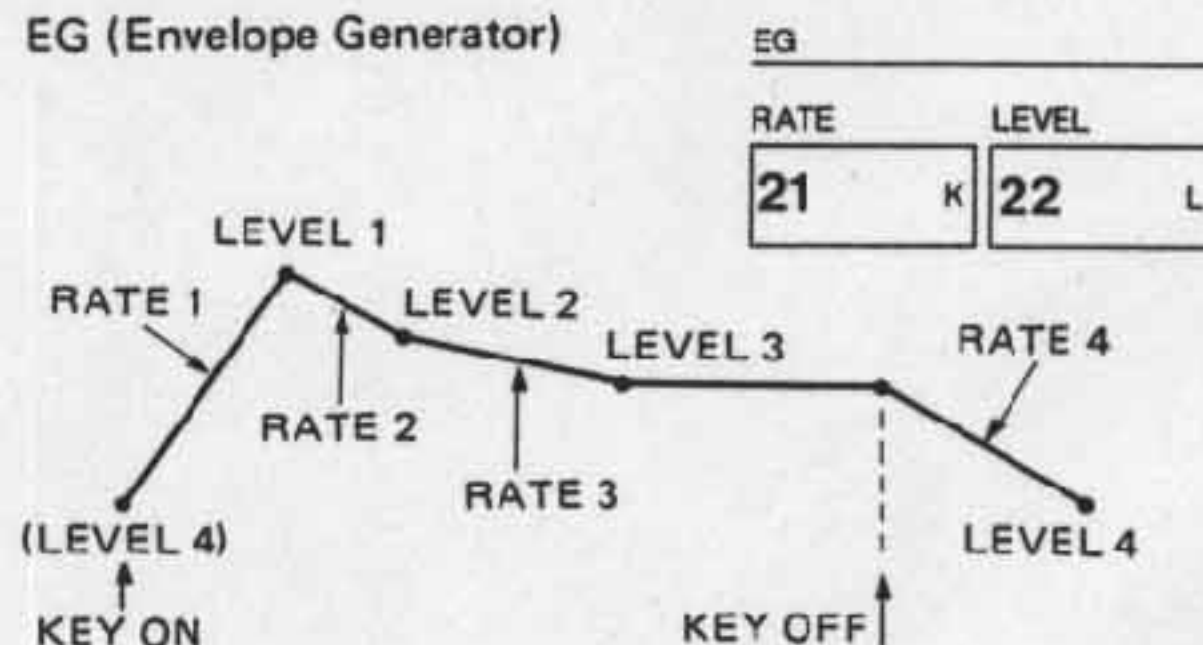 EG (Envelope Generator)
EG
RATE LEVEL
21 K 22 L
LEVEL 1
RATE 1
LEVEL 2
LEVEL 3
RATE 4
RATE 2
RATE 3
(LEVEL 4)
LEVEL 4
KEY ON
KEY OFF